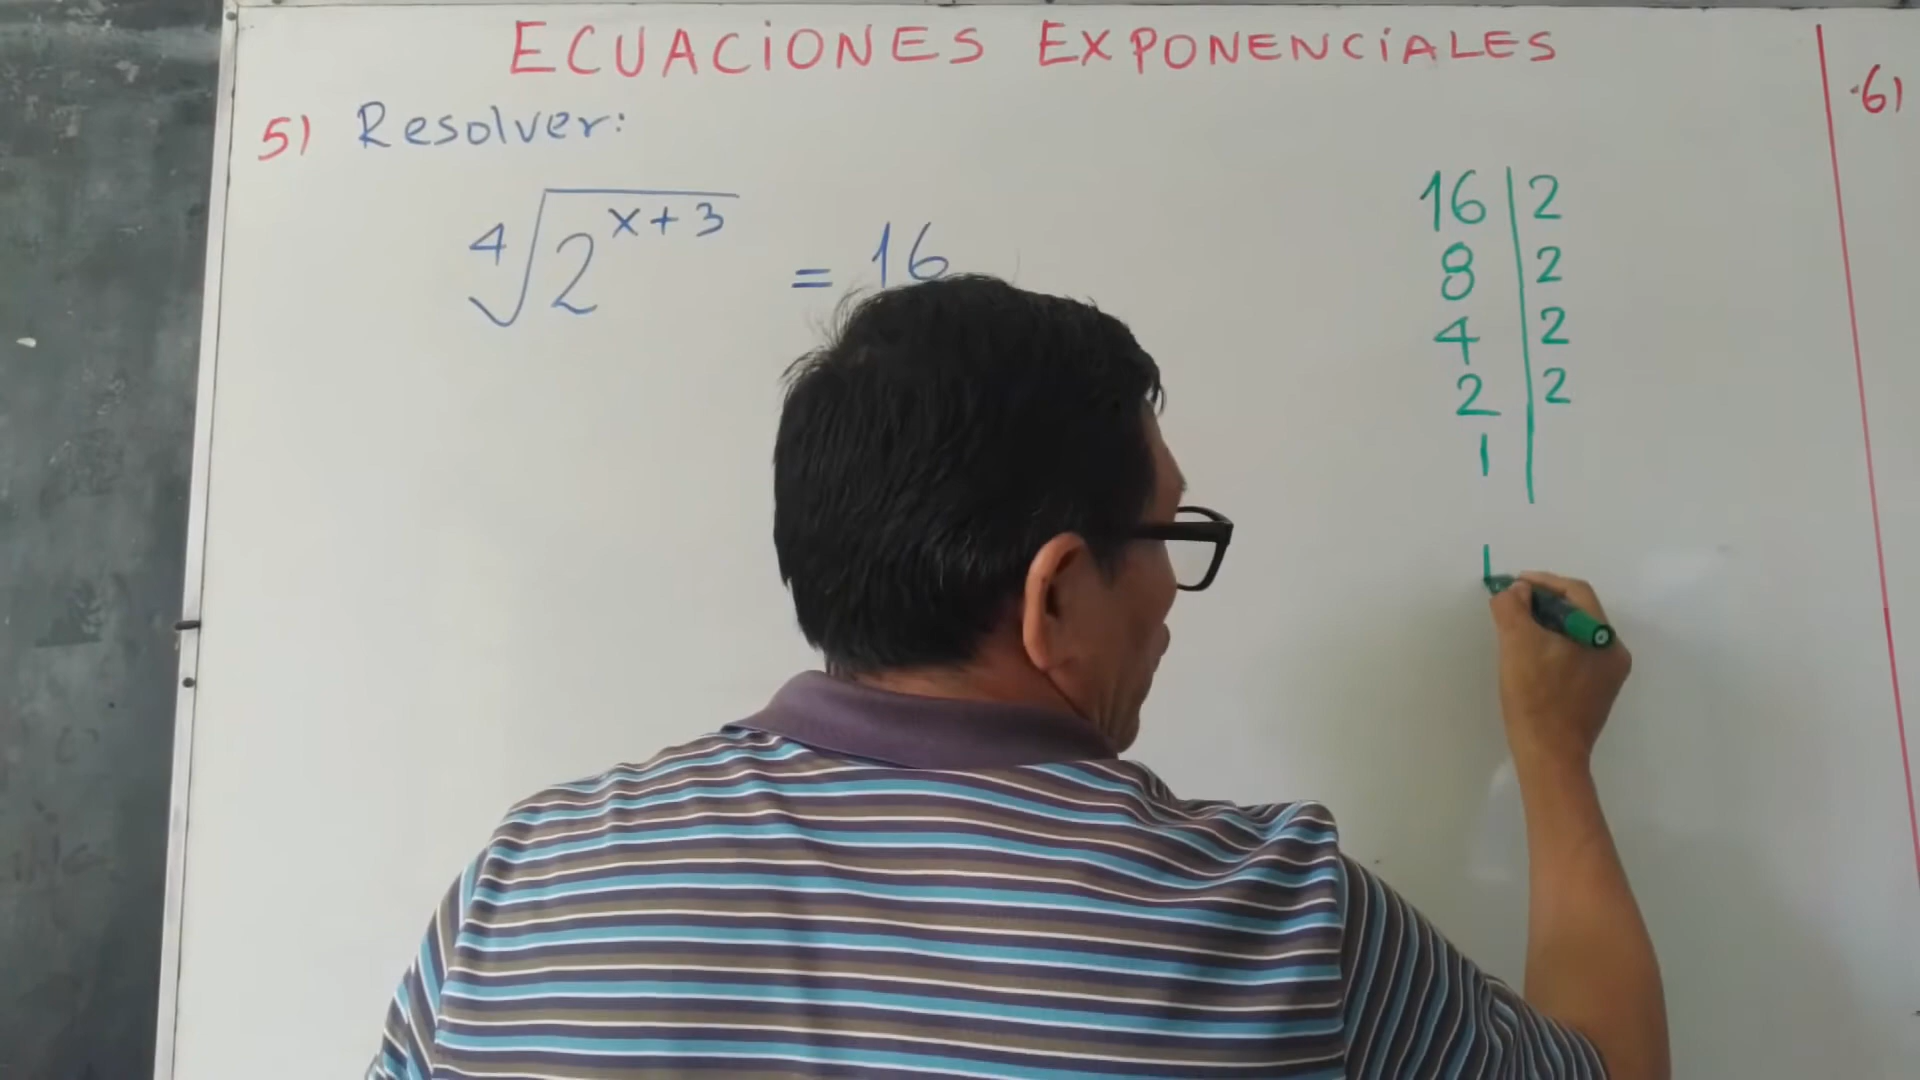 ECUACIONES EXPONENCIALES
5) Resolver:
⁴√2^(x+3) = 16
16 | 2
8 | 2
4 | 2
2 | 2
1 |
6)